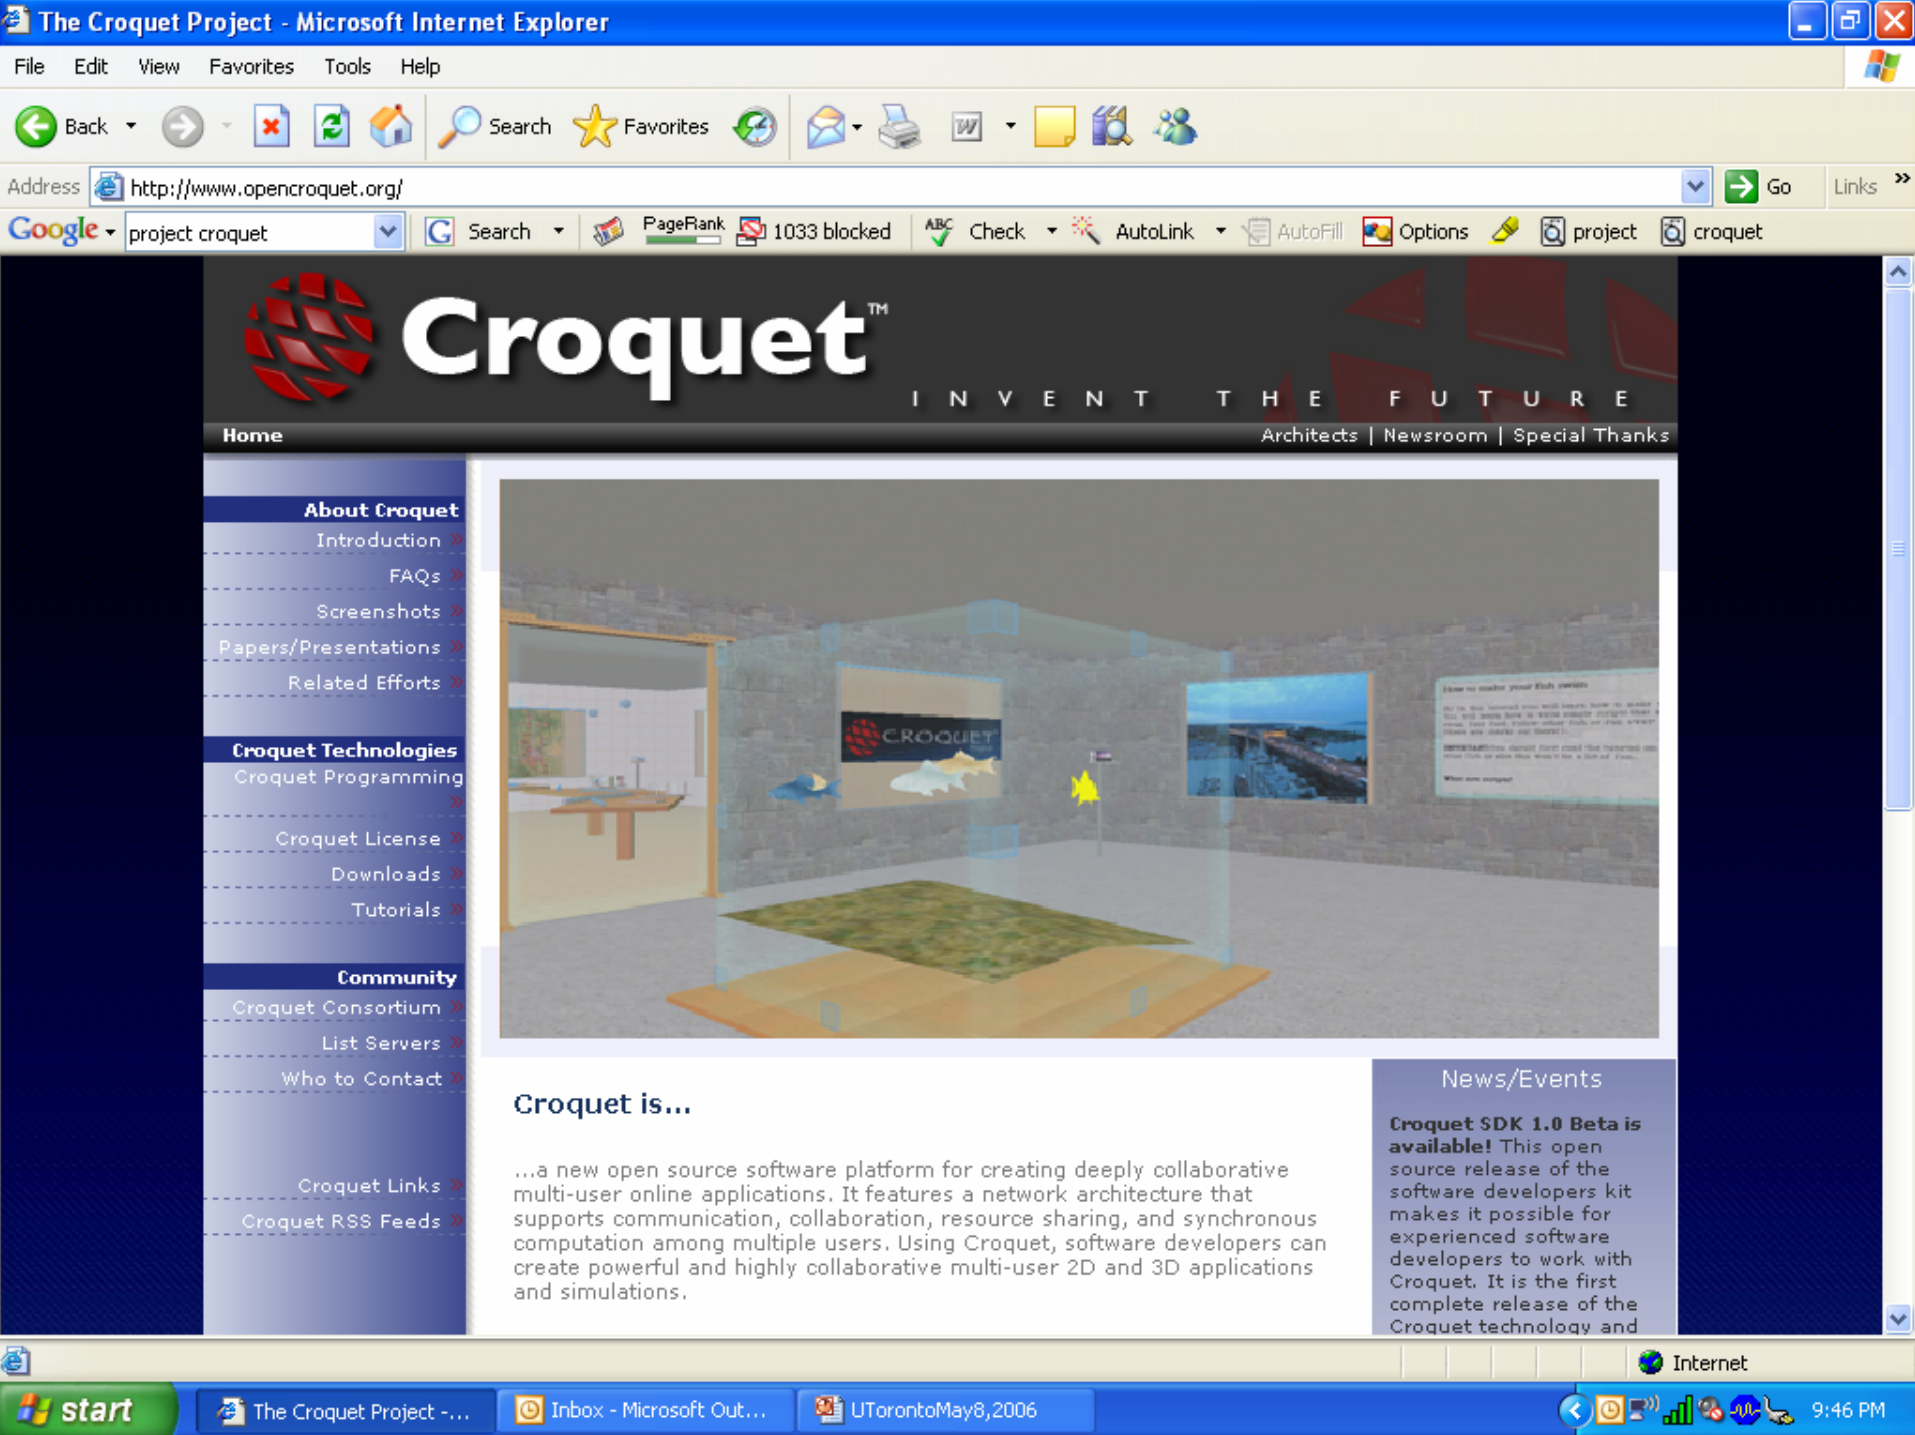 The Croquet Project - Microsoft Internet Explorer
File Edit View Favorites Tools Help
Back Search Favorites W
Address http://www.opencroquet.org/ Go Links »
Google project croquet G Search PageRank 1033 blocked ABC Check AutoLink AutoFill Options project croquet
Croquet™
INVENT THE FUTURE
Home Architects | Newsroom | Special Thanks
About Croquet
Introduction »
FAQs »
Screenshots »
Papers/Presentations »
Related Efforts »
Croquet Technologies
Croquet Programming
»
Croquet License »
Downloads »
Tutorials »
Community
Croquet Consortium »
List Servers »
Who to Contact »
Croquet Links »
Croquet RSS Feeds »
CROQUET
How to make your fish swim
Croquet is...
...a new open source software platform for creating deeply collaborative
multi-user online applications. It features a network architecture that
supports communication, collaboration, resource sharing, and synchronous
computation among multiple users. Using Croquet, software developers can
create powerful and highly collaborative multi-user 2D and 3D applications
and simulations.
News/Events
Croquet SDK 1.0 Beta is
available! This open
source release of the
software developers kit
makes it possible for
experienced software
developers to work with
Croquet. It is the first
complete release of the
Croquet technology and
Internet
start The Croquet Project -... Inbox - Microsoft Out... UTorontoMay8,2006 9:46 PM